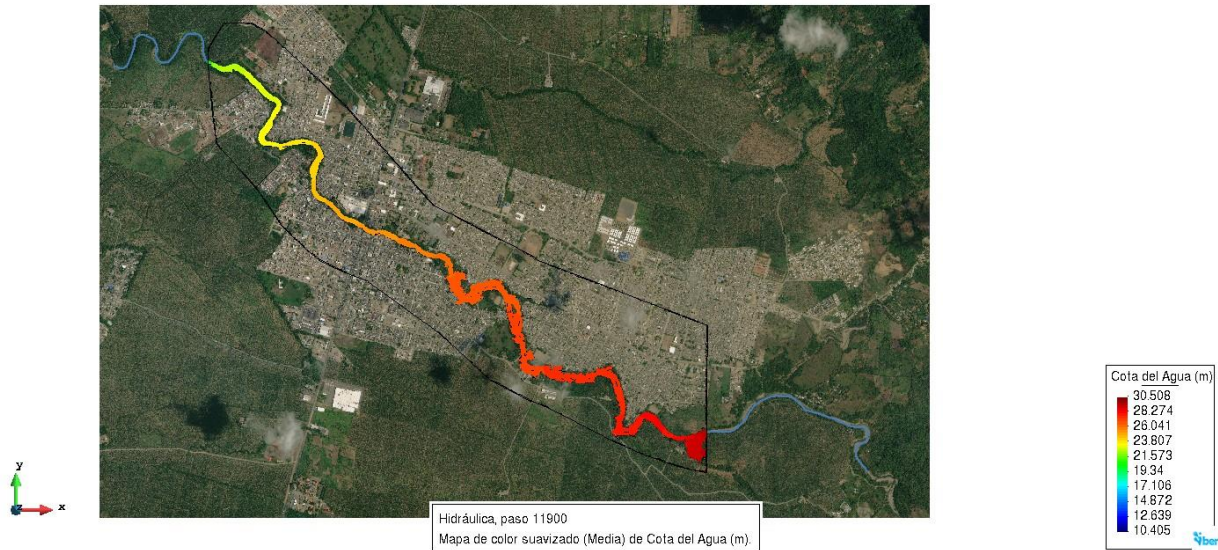 Cota del Agua (m)
30.508
28.274
26.041
23.807
21.573
19.34
17.106
14.872
12.639
10.405
y
x
z
Hidráulica, paso 11900
Mapa de color suavizado (Media) de Cota del Agua (m).
Iber